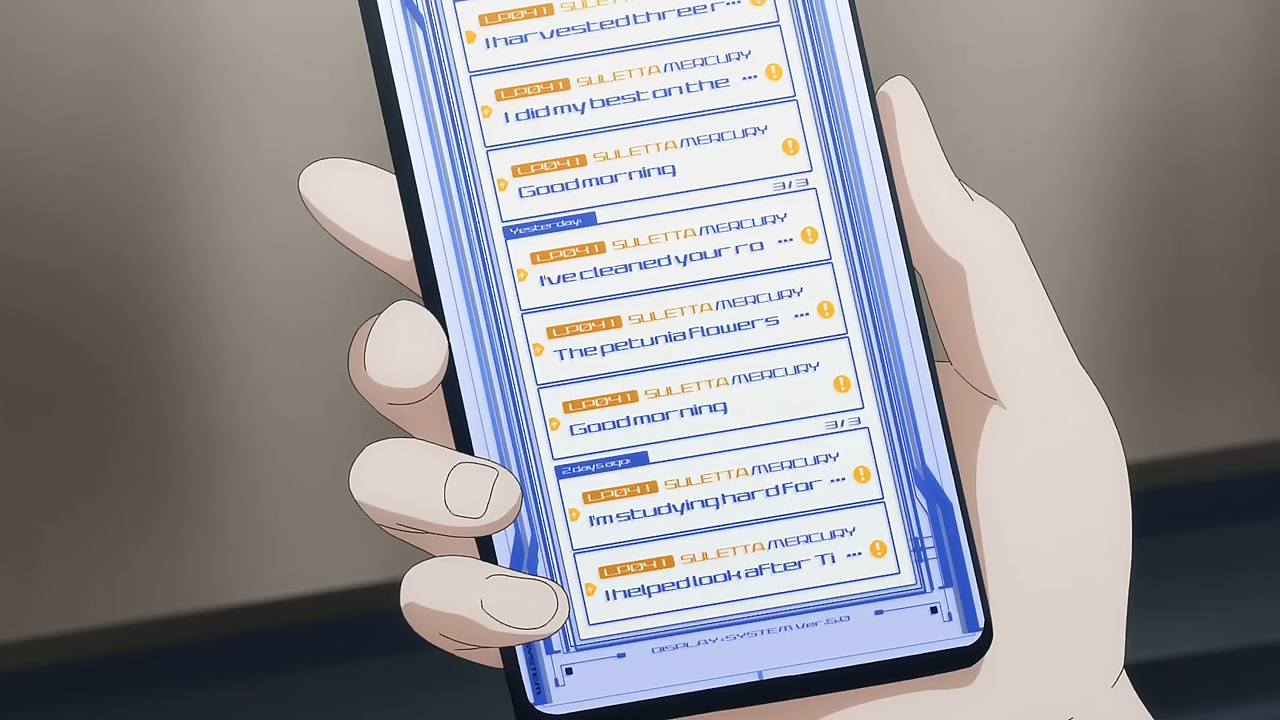 LP041 SULETTA/MERCURY
I harvested three r...
LP041 SULETTA/MERCURY
I did my best on the ...
LP041 SULETTA/MERCURY
Good morning
3/3
Yesterday:
LP041 SULETTA/MERCURY
I've cleaned your ro ...
LP041 SULETTA/MERCURY
The petunia flowers ...
LP041 SULETTA/MERCURY
Good morning
3/3
2 days ago:
LP041 SULETTA/MERCURY
I'm studying hard for ...
LP041 SULETTA/MERCURY
I helped look after Ti ...
DISPLAY:SYSTEM Ver.5.0